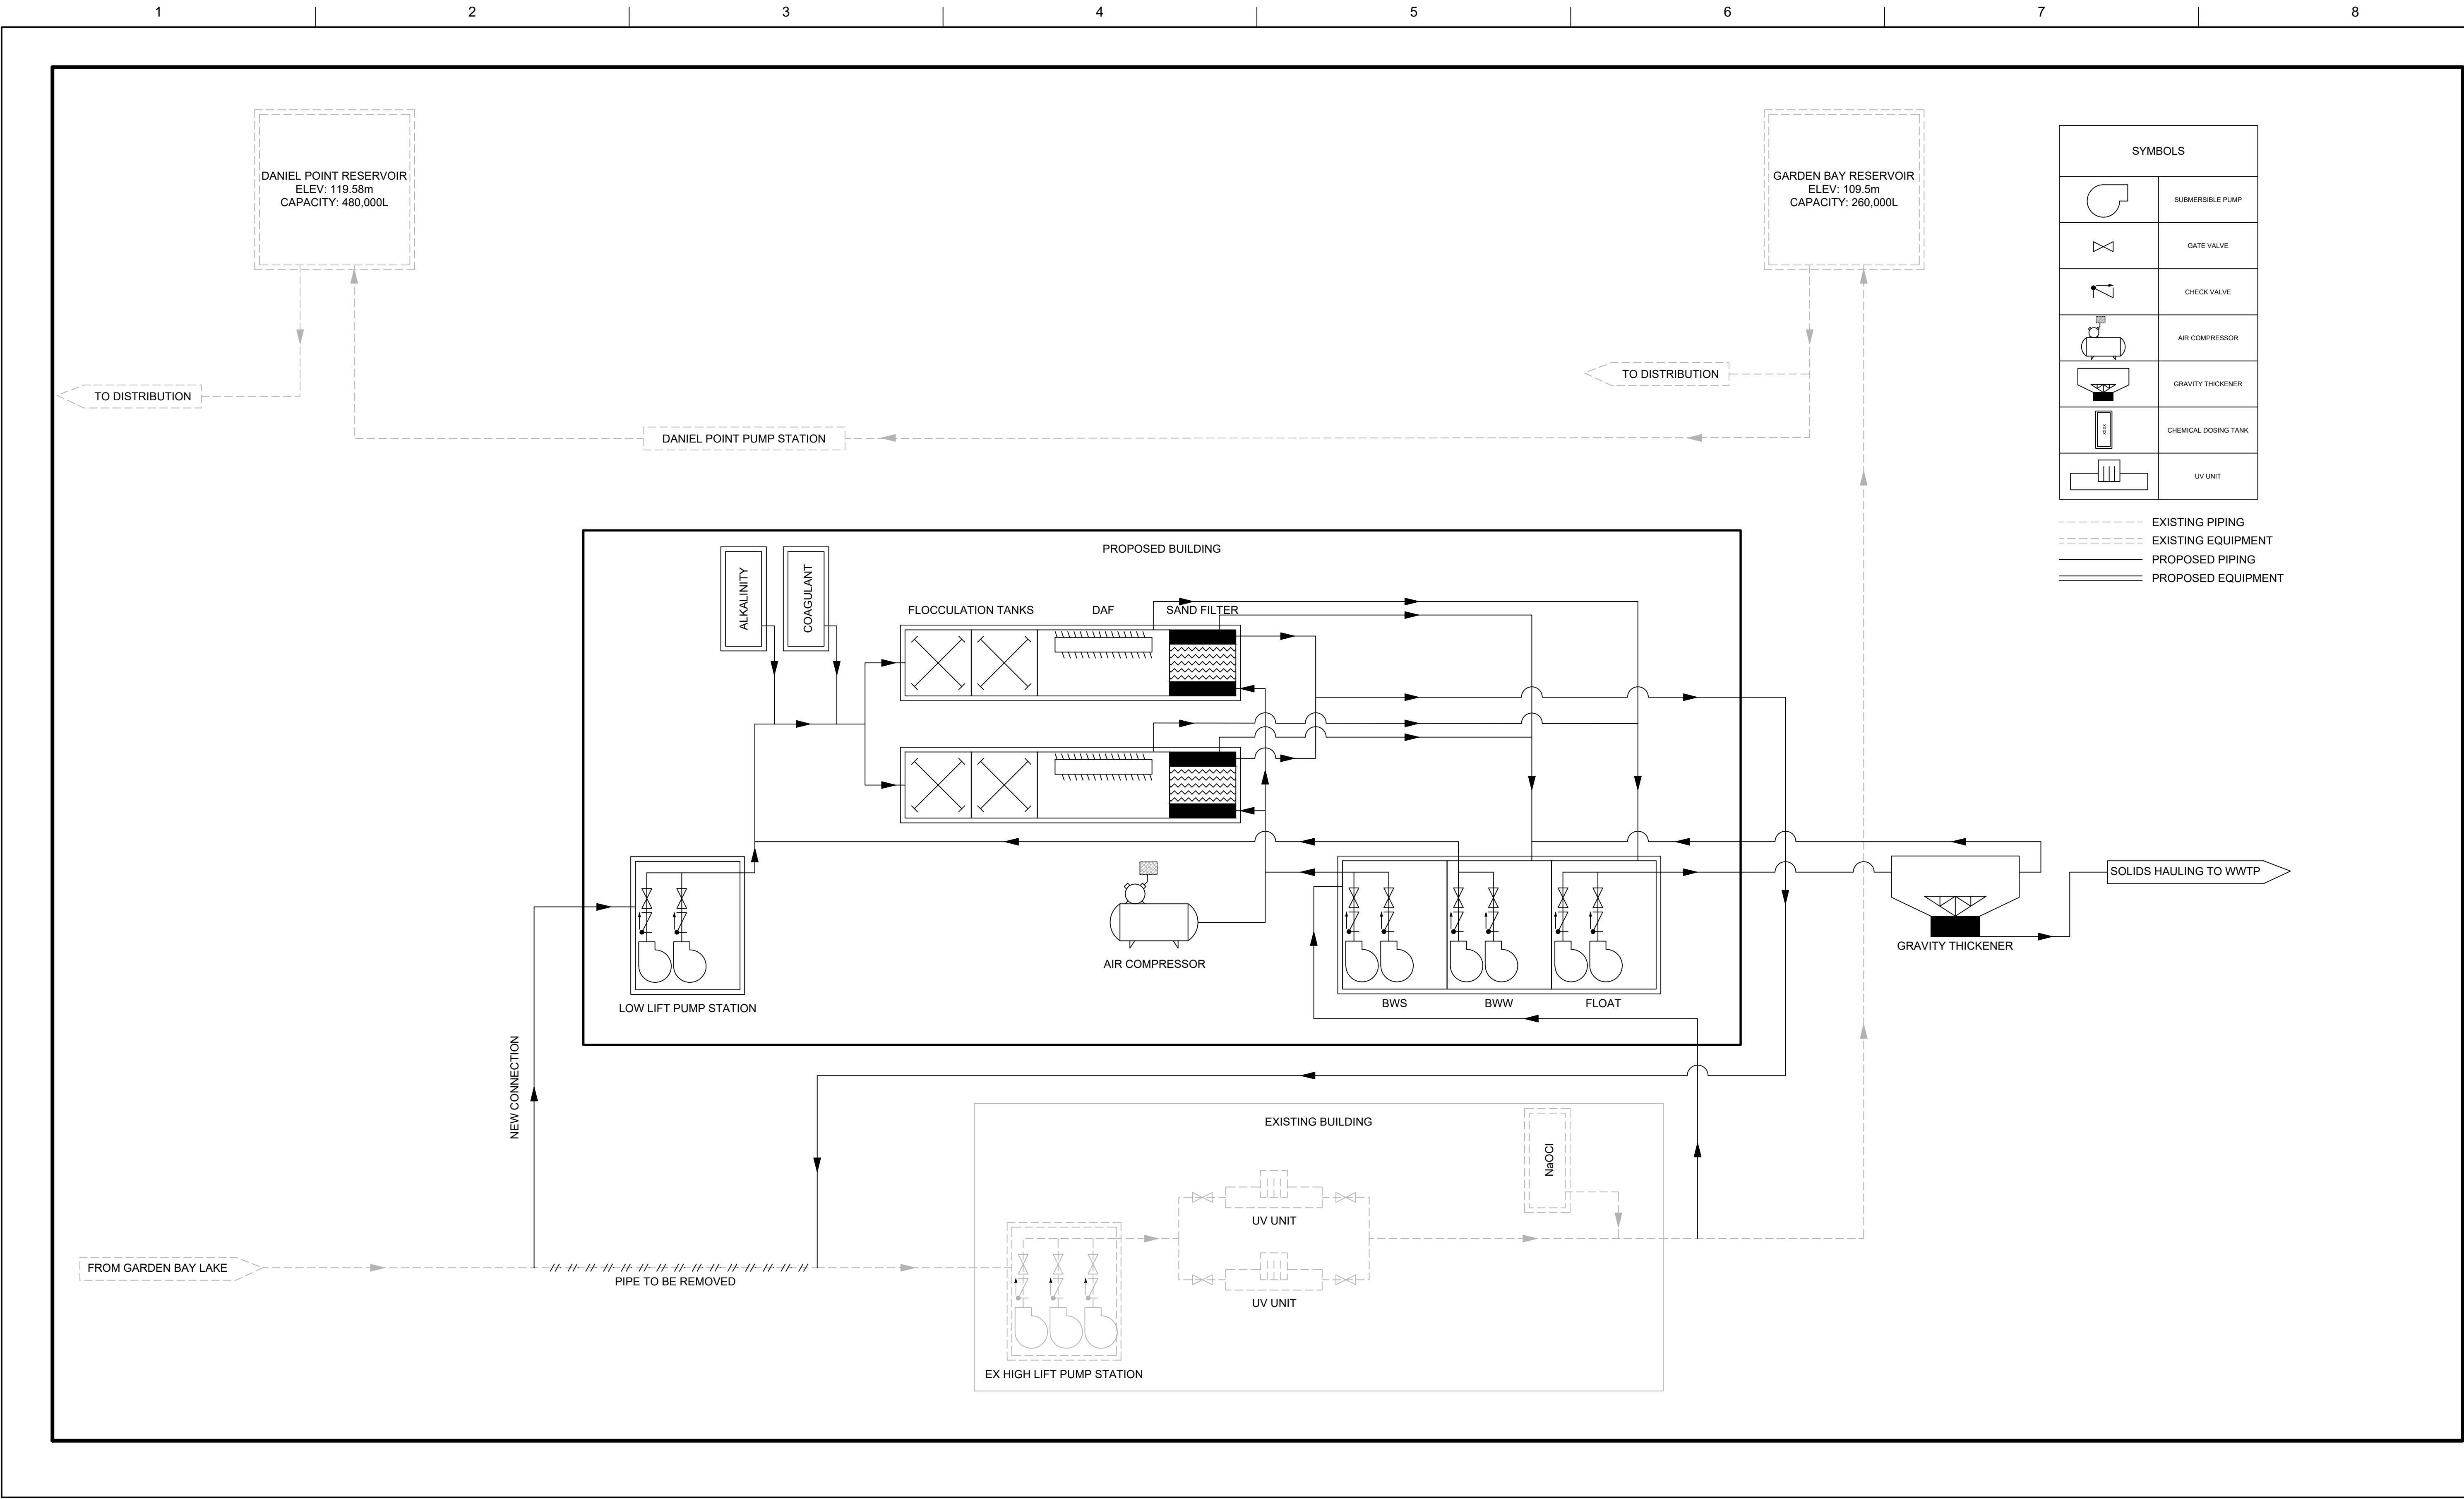 1
2
3
4
5
6
7
8
DANIEL POINT RESERVOIR
ELEV: 119.58m
CAPACITY: 480,000L
GARDEN BAY RESERVOIR
ELEV: 109.5m
CAPACITY: 260,000L
SYMBOLS
SUBMERSIBLE PUMP
GATE VALVE
CHECK VALVE
AIR COMPRESSOR
GRAVITY THICKENER
XXXX
CHEMICAL DOSING TANK
UV UNIT
EXISTING PIPING
EXISTING EQUIPMENT
PROPOSED PIPING
PROPOSED EQUIPMENT
TO DISTRIBUTION
TO DISTRIBUTION
DANIEL POINT PUMP STATION
PROPOSED BUILDING
ALKALINITY
COAGULANT
FLOCCULATION TANKS
DAF
SAND FILTER
LOW LIFT PUMP STATION
AIR COMPRESSOR
BWS
BWW
FLOAT
GRAVITY THICKENER
SOLIDS HAULING TO WWTP
NEW CONNECTION
EXISTING BUILDING
NaOCl
UV UNIT
UV UNIT
FROM GARDEN BAY LAKE
PIPE TO BE REMOVED
EX HIGH LIFT PUMP STATION